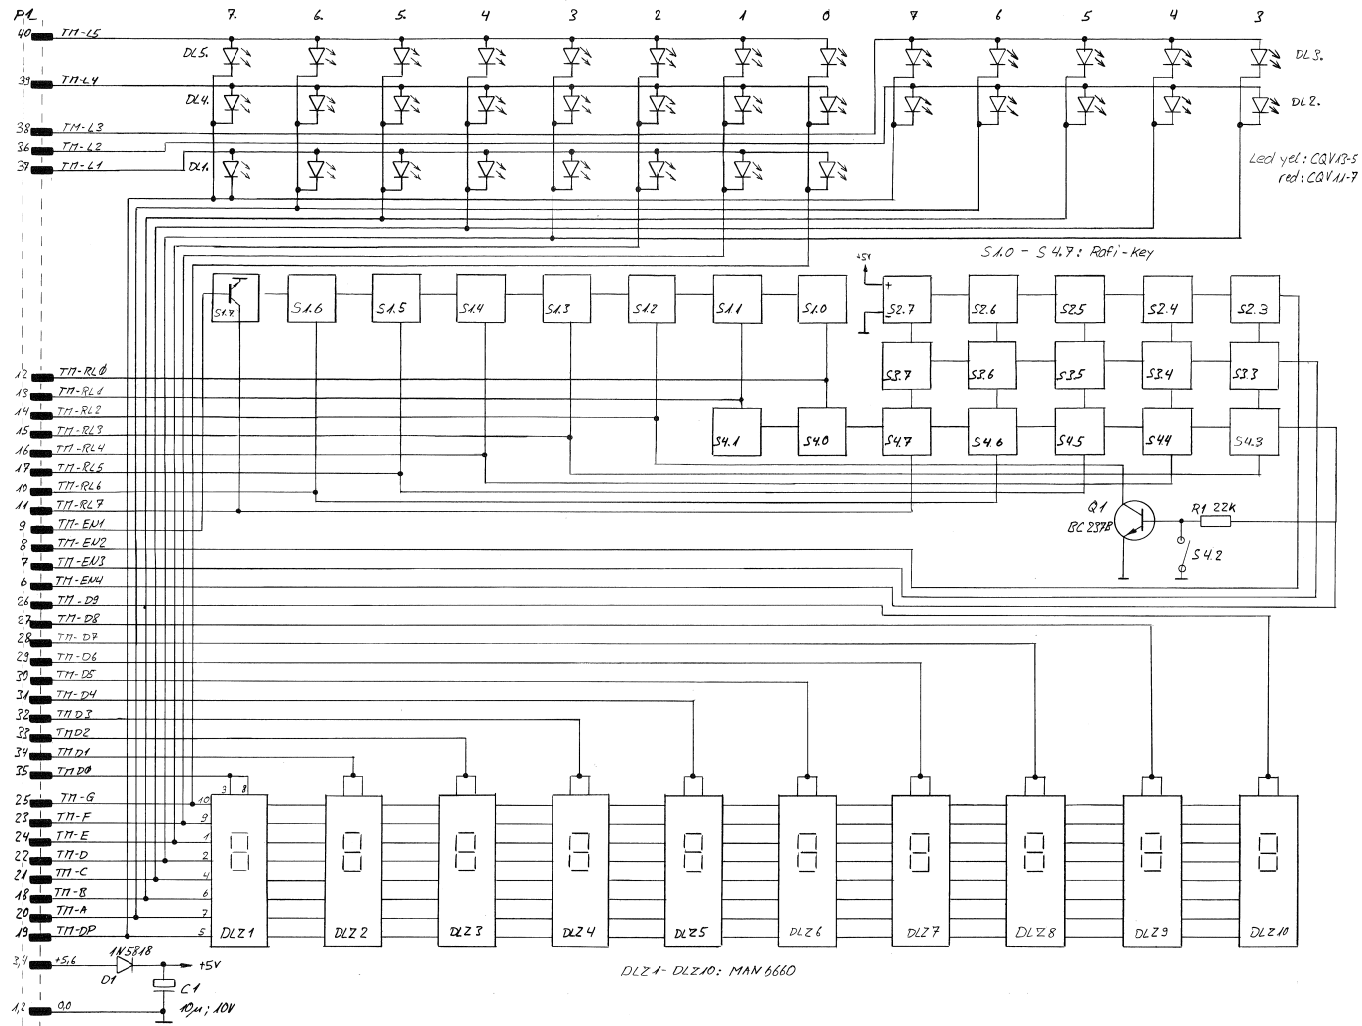 P1 7. 6. 5. 4 3 2 1 0 7 6 5 4 3
40 TM-L5
DL5. DL3.
39 TM-L4
DL4. DL2.
38 TM-L3
36 TM-L2
37 TM-L1 DL1.
Led yel: CQV13-5
red: CQV11-7
S1.0 - S4.7: Rafi-key
+5V
S1.7 S1.6 S1.5 S1.4 S1.3 S1.2 S1.1 S1.0 + S2.7 S2.6 S2.5 S2.4 S2.3
12 TM-RL0
S3.7 S3.6 S3.5 S3.4 S3.3
13 TM-RL1
14 TM-RL2
15 TM-RL3
S4.1 S4.0 S4.7 S4.6 S4.5 S4.4 S4.3
16 TM-RL4
17 TM-RL5
10 TM-RL6
11 TM-RL7
Q1 R1 22K
BC 237B
9 TM-EN1
8 TM-EN2
S4.2
7 TM-EN3
6 TM-EN4
26 TM-D9
27 TM-D8
28 TM-D7
29 TM-D6
30 TM-D5
31 TM-D4
32 TMD3
33 TMD2
34 TMD1
35 TMD0
3 8
25 TM-G 10
23 TM-F 9
24 TM-E 1
22 TM-D 2
21 TM-C 4
18 TM-B 6
20 TM-A 7
19 TM-DP 5
DLZ1 DLZ2 DLZ3 DLZ4 DLZ5 DLZ6 DLZ7 DLZ8 DLZ9 DLZ10
1N5818
3,4 +5,6 D1 +5V
DLZ1- DLZ10: MAN 6660
C1
1,2 0,0 10µ; 10V